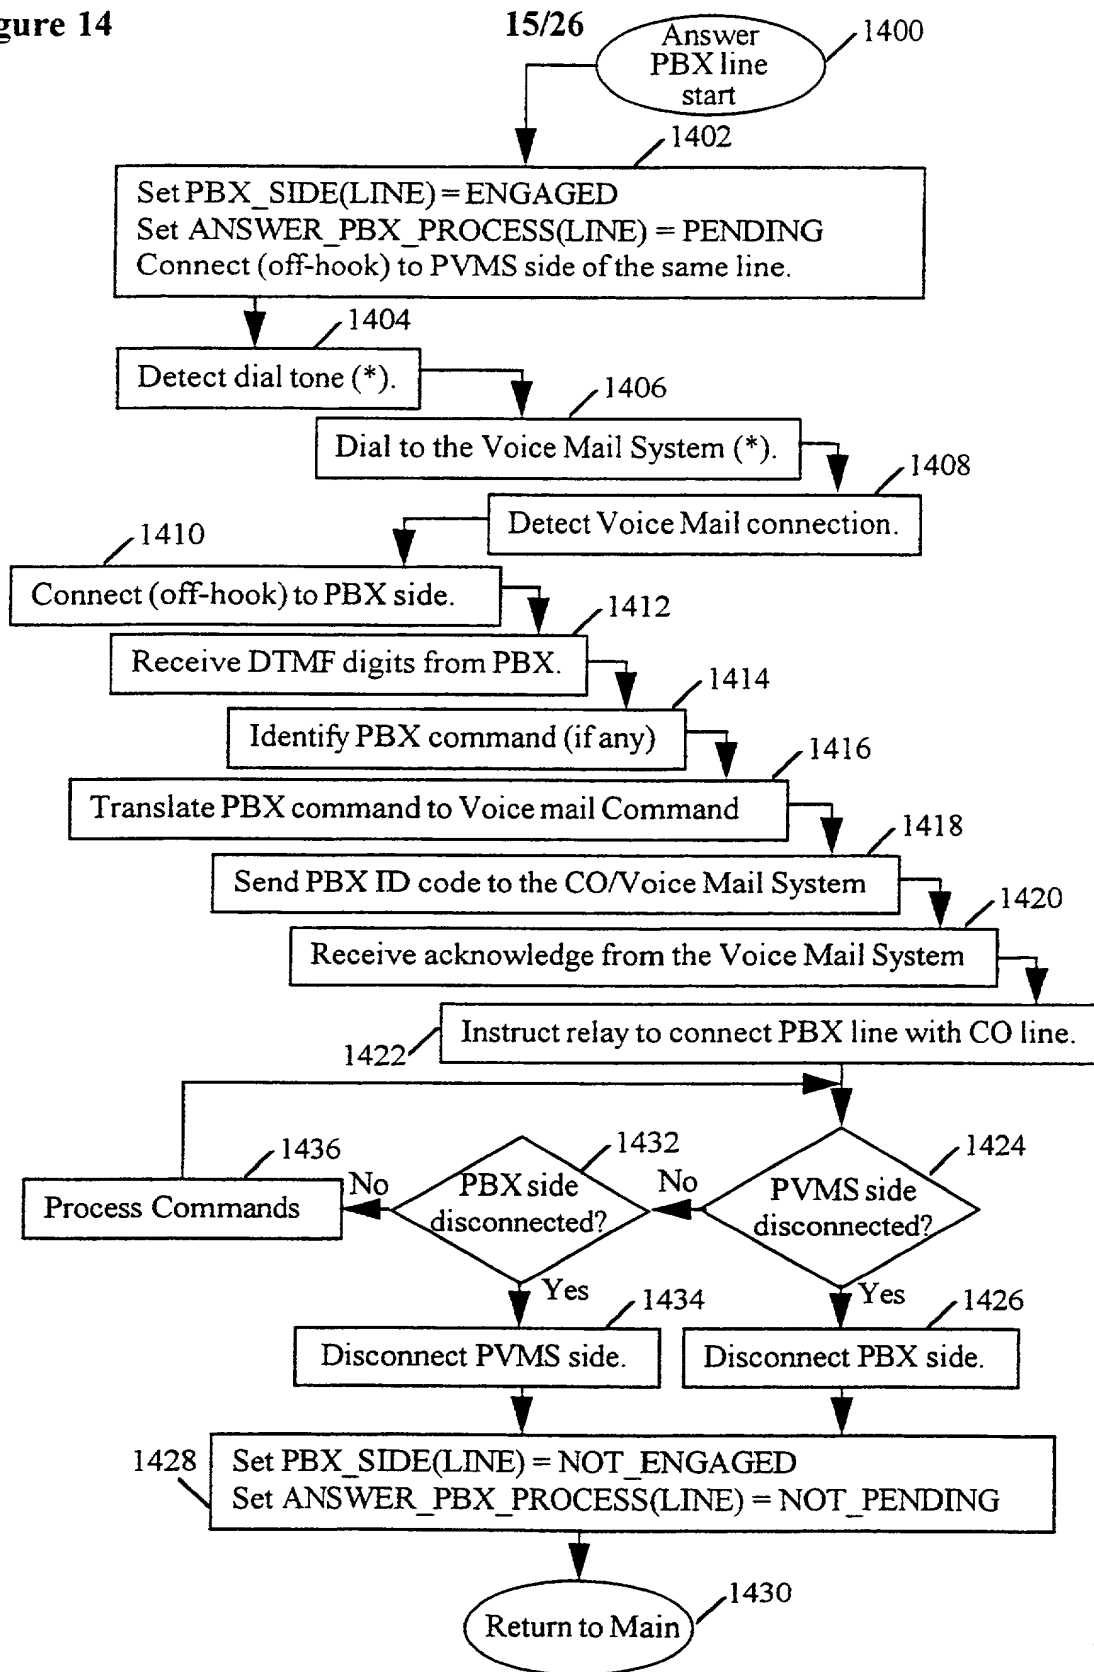 gure 14
15/26
Answer
PBX line
start
1400
1402
Set PBX_SIDE(LINE) = ENGAGED
Set ANSWER_PBX_PROCESS(LINE) = PENDING
Connect (off-hook) to PVMS side of the same line.
1404
Detect dial tone (*).
1406
Dial to the Voice Mail System (*).
1408
Detect Voice Mail connection.
1410
Connect (off-hook) to PBX side.
1412
Receive DTMF digits from PBX.
1414
Identify PBX command (if any)
1416
Translate PBX command to Voice mail Command
1418
Send PBX ID code to the CO/Voice Mail System
1420
Receive acknowledge from the Voice Mail System
1422
Instruct relay to connect PBX line with CO line.
1436
Process Commands
No
1432
PBX side
disconnected?
No
1424
PVMS side
disconnected?
Yes
1434
Yes
1426
Disconnect PVMS side.
Disconnect PBX side.
1428
Set PBX_SIDE(LINE) = NOT_ENGAGED
Set ANSWER_PBX_PROCESS(LINE) = NOT_PENDING
Return to Main
1430